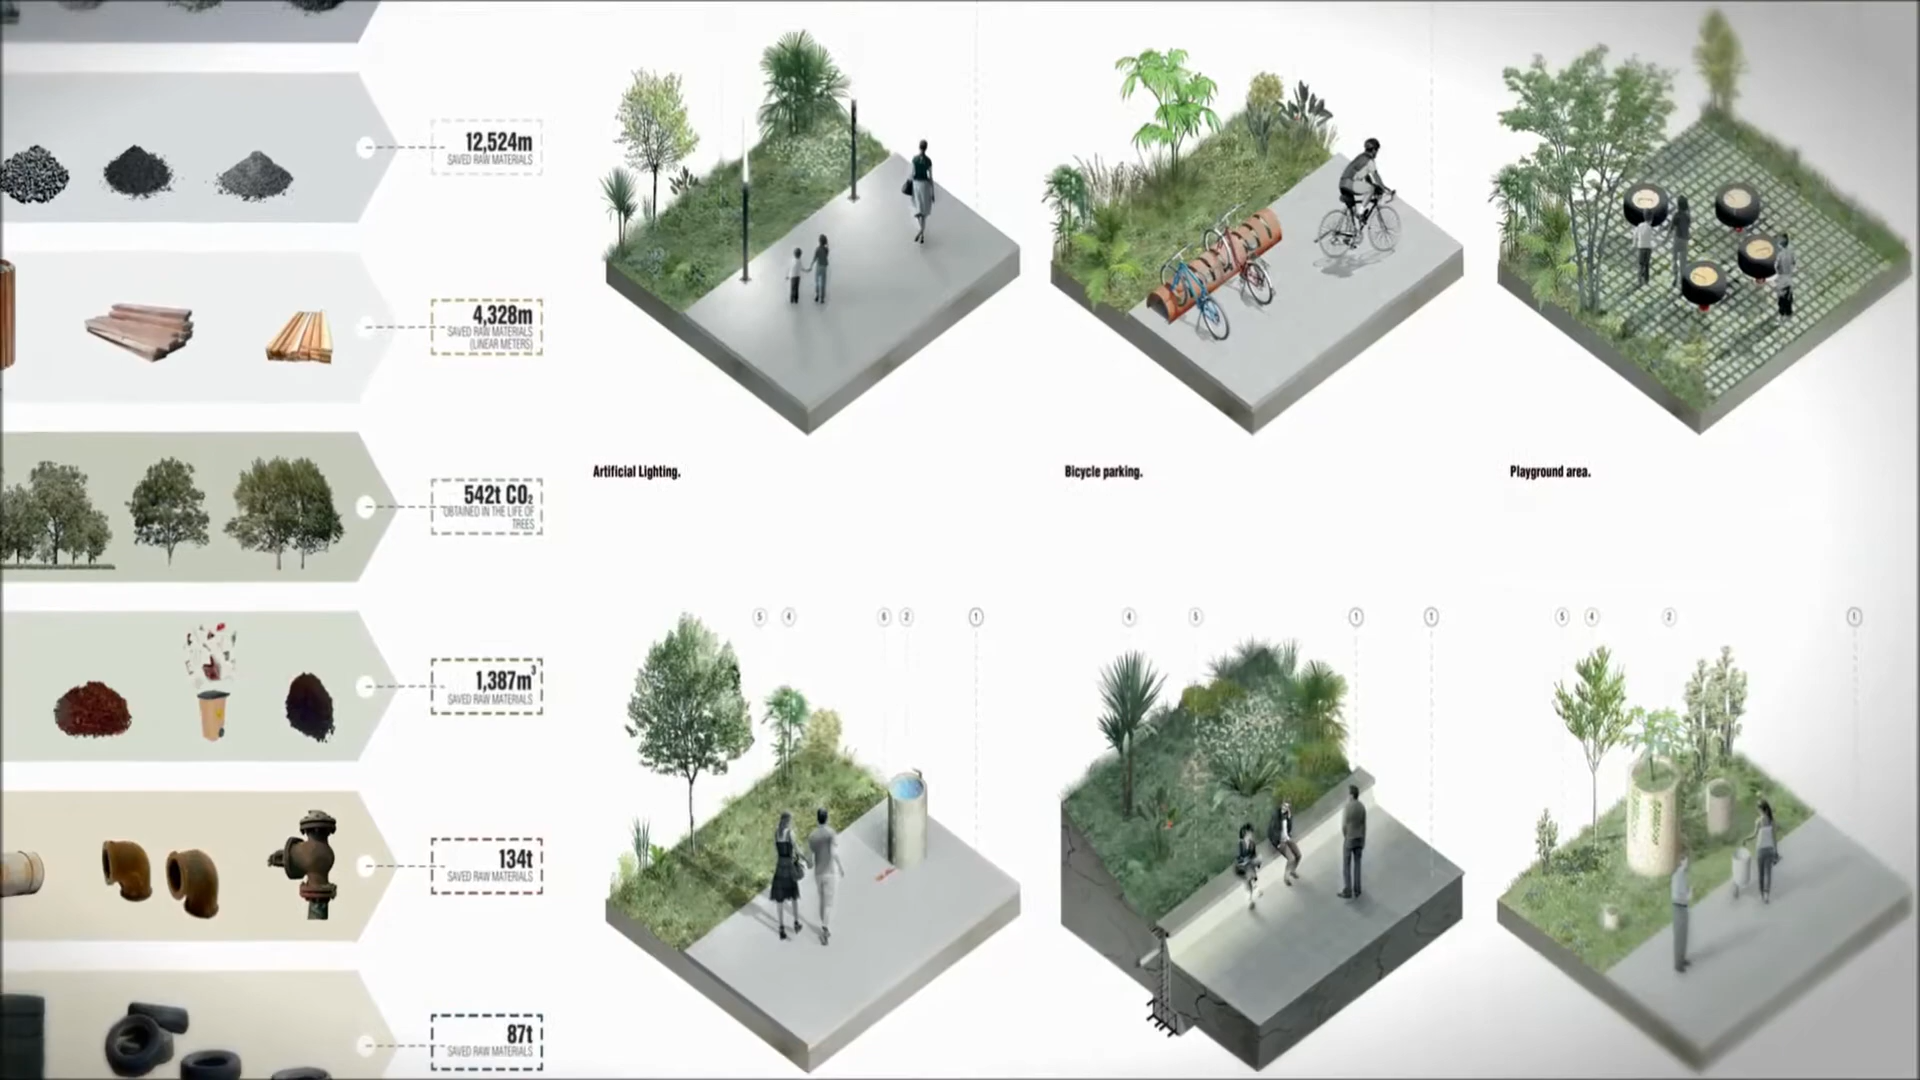 12,524m
SAVED RAW MATERIALS
4,328m
SAVED RAW MATERIALS
(LINEAR METERS)
542t CO₂
OBTAINED IN THE LIFE OF
TREES
1,387m³
SAVED RAW MATERIALS
134t
SAVED RAW MATERIALS
87t
SAVED RAW MATERIALS
Artificial Lighting.
Bicycle parking.
Playground area.
5 4 6 2 1
4 5 1 1
5 4 2 1